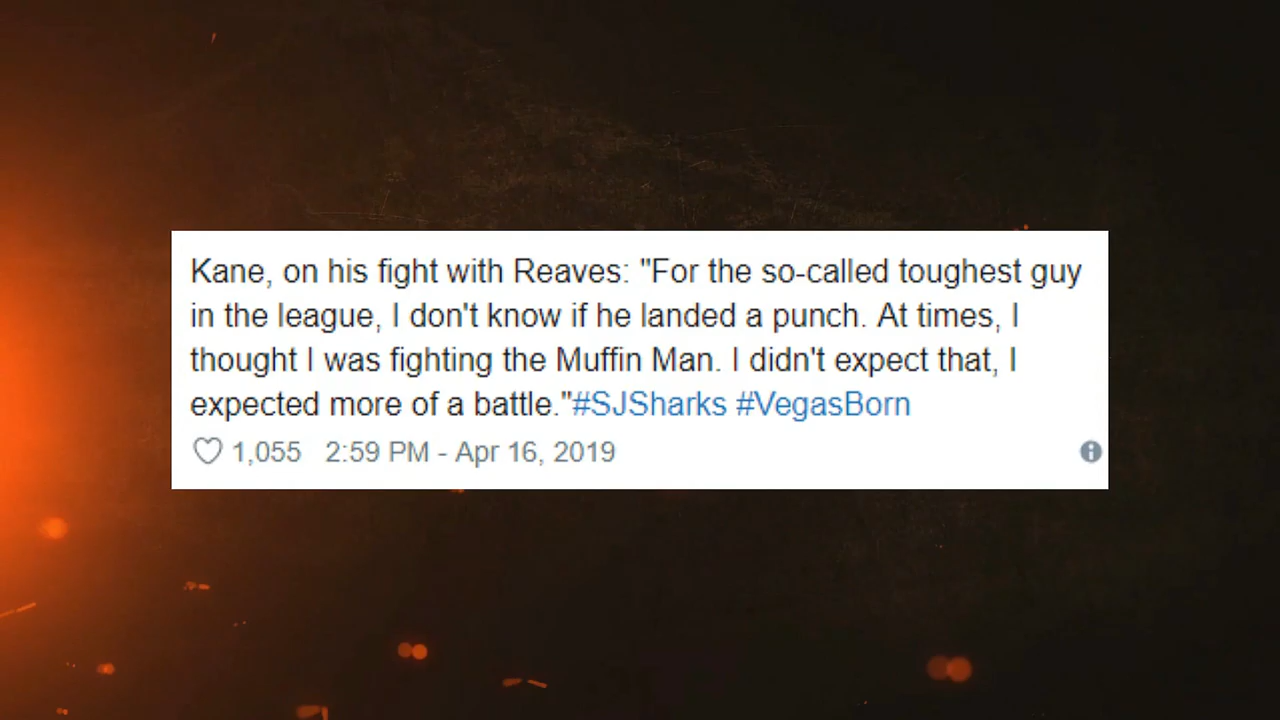 Kane, on his fight with Reaves: "For the so-called toughest guy
in the league, I don't know if he landed a punch. At times, I
thought I was fighting the Muffin Man. I didn't expect that, I
expected more of a battle."#SJSharks #VegasBorn
1,055 2:59 PM - Apr 16, 2019